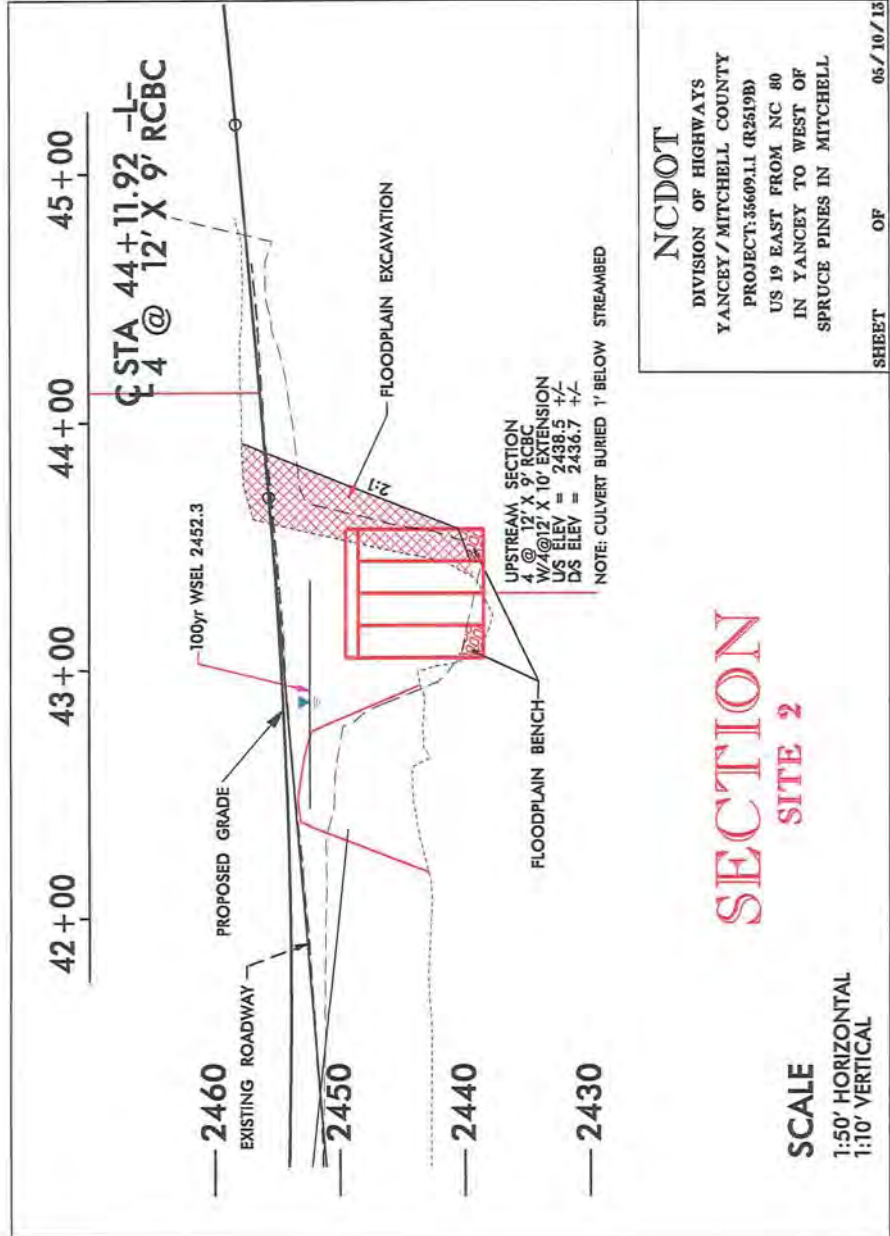 42+00 43+00 44+00 45+00
℄ STA 44+11.92 -L-
4 @ 12' X 9' RCBC
100yr WSEL 2452.3
PROPOSED GRADE
2460
EXISTING ROADWAY
FLOODPLAIN EXCAVATION
2:1
2450
2440
2430
UPSTREAM SECTION
4 @ 12' X 9' RCBC
W/4@12' X 10' EXTENSION
U/S ELEV = 2438.5 +/-
D/S ELEV = 2436.7 +/-
NOTE: CULVERT BURIED 1' BELOW STREAMBED
FLOODPLAIN BENCH
SECTION
SITE 2
SCALE
1:50' HORIZONTAL
1:10' VERTICAL
NCDOT
DIVISION OF HIGHWAYS
YANCEY / MITCHELL COUNTY
PROJECT: 35609.1.1 (R2519B)
US 19 EAST FROM NC 80
IN YANCEY TO WEST OF
SPRUCE PINES IN MITCHELL
SHEET OF 05/10/13